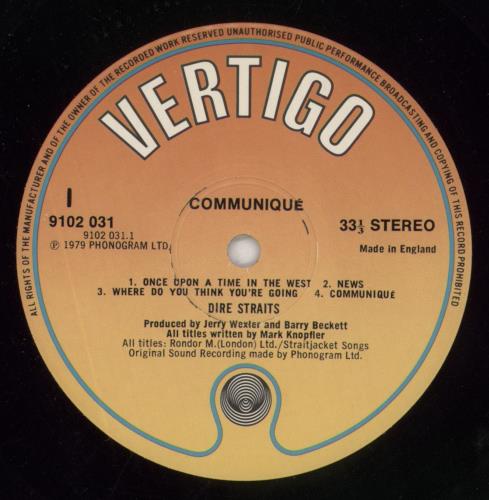 ALL RIGHTS OF THE MANUFACTURER AND OF THE OWNER OF THE RECORDED WORK RESERVED UNAUTHORISED PUBLIC PERFORMANCE BROADCASTING AND COPYING OF THIS RECORD PROHIBITED
VERTIGO
COMMUNIQUÉ
I
9102 031
9102 031.1
Ⓟ 1979 PHONOGRAM LTD.
33⅓ STEREO
Made in England
1. ONCE UPON A TIME IN THE WEST 2. NEWS
3. WHERE DO YOU THINK YOU'RE GOING 4. COMMUNIQUÉ
DIRE STRAITS
Produced by Jerry Wexler and Barry Beckett
All titles written by Mark Knopfler
All titles: Rondor M.(London) Ltd./Straitjacket Songs
Original Sound Recording made by Phonogram Ltd.